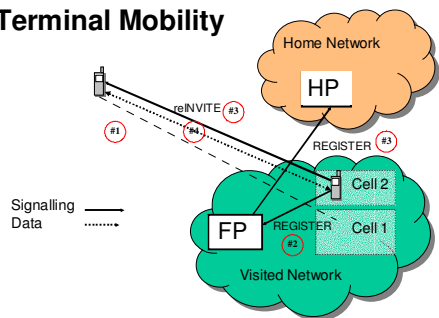 Terminal Mobility
Home Network
HP
reINVITE #3
#1
#4
REGISTER #3
Cell 2
Signalling
Data
FP
REGISTER
#2
Cell 1
Visited Network